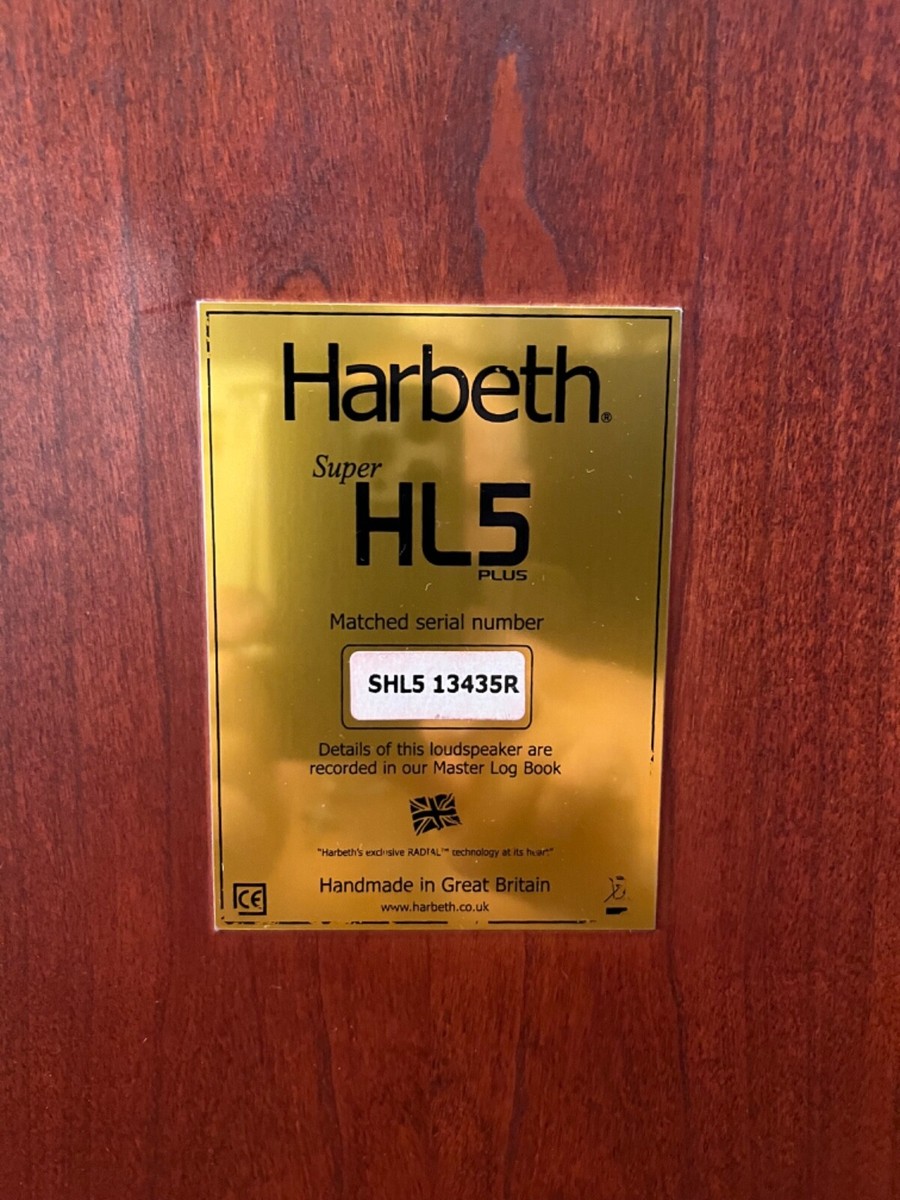 Harbeth®
Super
HL5
PLUS
Matched serial number
SHL5 13435R
Details of this loudspeaker are
recorded in our Master Log Book
"Harbeth's exclusive RADIAL™ technology at its heart"
Handmade in Great Britain
CE
www.harbeth.co.uk